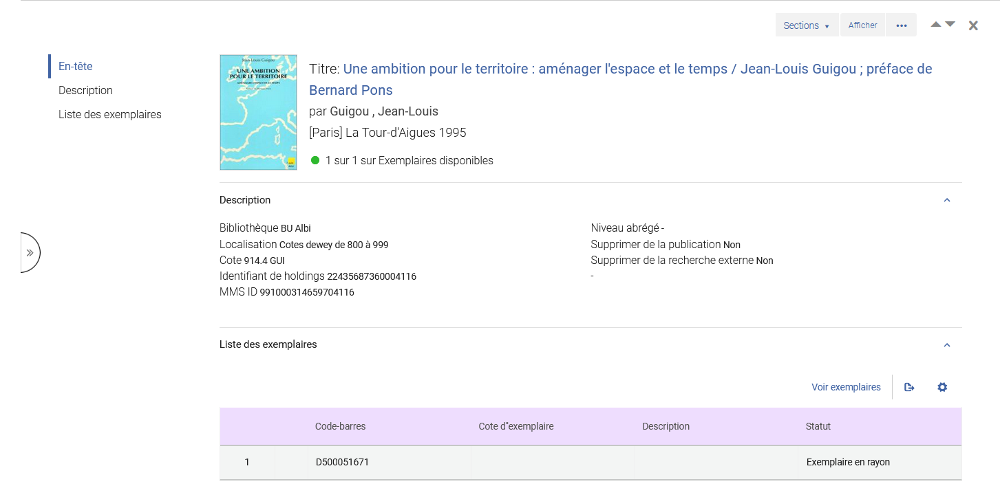 Sections ▾ Afficher •••
En-tête
Description
Liste des exemplaires
Jean-Louis Guigou
UNE AMBITION
POUR LE TERRITOIRE
AMÉNAGER L'ESPACE ET LE TEMPS
Titre: Une ambition pour le territoire : aménager l'espace et le temps / Jean-Louis Guigou ; préface de
Bernard Pons
par Guigou , Jean-Louis
[Paris] La Tour-d'Aigues 1995
1 sur 1 sur Exemplaires disponibles
Description
Bibliothèque BU Albi
Localisation Cotes dewey de 800 à 999
Cote 914.4 GUI
Identifiant de holdings 22435687360004116
MMS ID 991000314659704116
Niveau abrégé -
Supprimer de la publication Non
Supprimer de la recherche externe Non
-
Liste des exemplaires
Voir exemplaires
Code-barres Cote d''exemplaire Description Statut
1 D500051671 Exemplaire en rayon